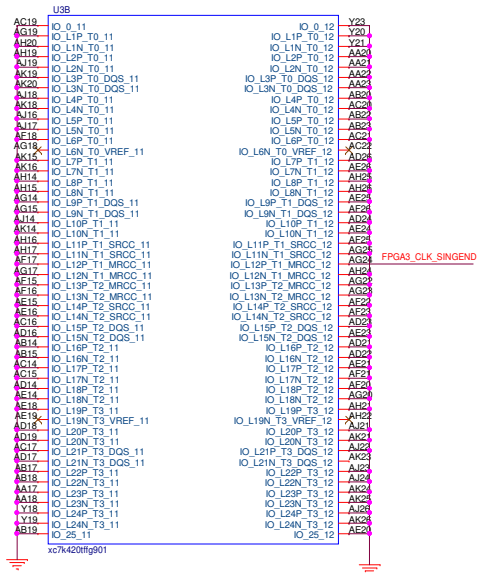 U3B
AC19 IO_0_11 IO_0_12 Y23
AG19 IO_L1P_T0_11 IO_L1P_T0_12 Y20
AH20 IO_L1N_T0_11 IO_L1N_T0_12 Y21
AH19 IO_L2P_T0_11 IO_L2P_T0_12 AA20
AJ19 IO_L2N_T0_11 IO_L2N_T0_12 AA21
AK19 IO_L3P_T0_DQS_11 IO_L3P_T0_DQS_12 AA22
AK20 IO_L3N_T0_DQS_11 IO_L3N_T0_DQS_12 AA23
AJ18 IO_L4P_T0_11 IO_L4P_T0_12 AB20
AK18 IO_L4N_T0_11 IO_L4N_T0_12 AC20
AJ16 IO_L5P_T0_11 IO_L5P_T0_12 AB22
AJ17 IO_L5N_T0_11 IO_L5N_T0_12 AB23
AF18 IO_L6P_T0_11 IO_L6P_T0_12 AC21
AG18 IO_L6N_T0_VREF_11 IO_L6N_T0_VREF_12 AC22
AK15 IO_L7P_T1_11 IO_L7P_T1_12 AD26
AK16 IO_L7N_T1_11 IO_L7N_T1_12 AE26
AH14 IO_L8P_T1_11 IO_L8P_T1_12 AH25
AH15 IO_L8N_T1_11 IO_L8N_T1_12 AH26
AG14 IO_L9P_T1_DQS_11 IO_L9P_T1_DQS_12 AE25
AG15 IO_L9N_T1_DQS_11 IO_L9N_T1_DQS_12 AF26
AJ14 IO_L10P_T1_11 IO_L10P_T1_12 AD24
AK14 IO_L10N_T1_11 IO_L10N_T1_12 AE24
AH16 IO_L11P_T1_SRCC_11 IO_L11P_T1_SRCC_12 AF25
AH17 IO_L11N_T1_SRCC_11 IO_L11N_T1_SRCC_12 AG25
AF17 IO_L12P_T1_MRCC_11 IO_L12P_T1_MRCC_12 AG24 FPGA3_CLK_SINGEND
AG17 IO_L12N_T1_MRCC_11 IO_L12N_T1_MRCC_12 AH24
AF15 IO_L13P_T2_MRCC_11 IO_L13P_T2_MRCC_12 AG22
AF16 IO_L13N_T2_MRCC_11 IO_L13N_T2_MRCC_12 AG23
AE15 IO_L14P_T2_SRCC_11 IO_L14P_T2_SRCC_12 AF22
AE16 IO_L14N_T2_SRCC_11 IO_L14N_T2_SRCC_12 AF23
AC16 IO_L15P_T2_DQS_11 IO_L15P_T2_DQS_12 AD23
AD16 IO_L15N_T2_DQS_11 IO_L15N_T2_DQS_12 AE23
AB14 IO_L16P_T2_11 IO_L16P_T2_12 AD21
AB15 IO_L16N_T2_11 IO_L16N_T2_12 AD22
AC14 IO_L17P_T2_11 IO_L17P_T2_12 AE21
AC15 IO_L17N_T2_11 IO_L17N_T2_12 AF21
AD14 IO_L18P_T2_11 IO_L18P_T2_12 AF20
AE14 IO_L18N_T2_11 IO_L18N_T2_12 AG20
AE18 IO_L19P_T3_11 IO_L19P_T3_12 AH21
AE19 IO_L19N_T3_VREF_11 IO_L19N_T3_VREF_12 AH22
AD18 IO_L20P_T3_11 IO_L20P_T3_12 AJ21
AD19 IO_L20N_T3_11 IO_L20N_T3_12 AK21
AC17 IO_L21P_T3_DQS_11 IO_L21P_T3_DQS_12 AJ22
AD17 IO_L21N_T3_DQS_11 IO_L21N_T3_DQS_12 AK23
AB17 IO_L22P_T3_11 IO_L22P_T3_12 AJ23
AB18 IO_L22N_T3_11 IO_L22N_T3_12 AJ24
AA17 IO_L23P_T3_11 IO_L23P_T3_12 AK24
AA18 IO_L23N_T3_11 IO_L23N_T3_12 AK25
Y18 IO_L24P_T3_11 IO_L24P_T3_12 AJ26
Y19 IO_L24N_T3_11 IO_L24N_T3_12 AK26
AB19 IO_25_11 IO_25_12 AE20
xc7k420tffg901